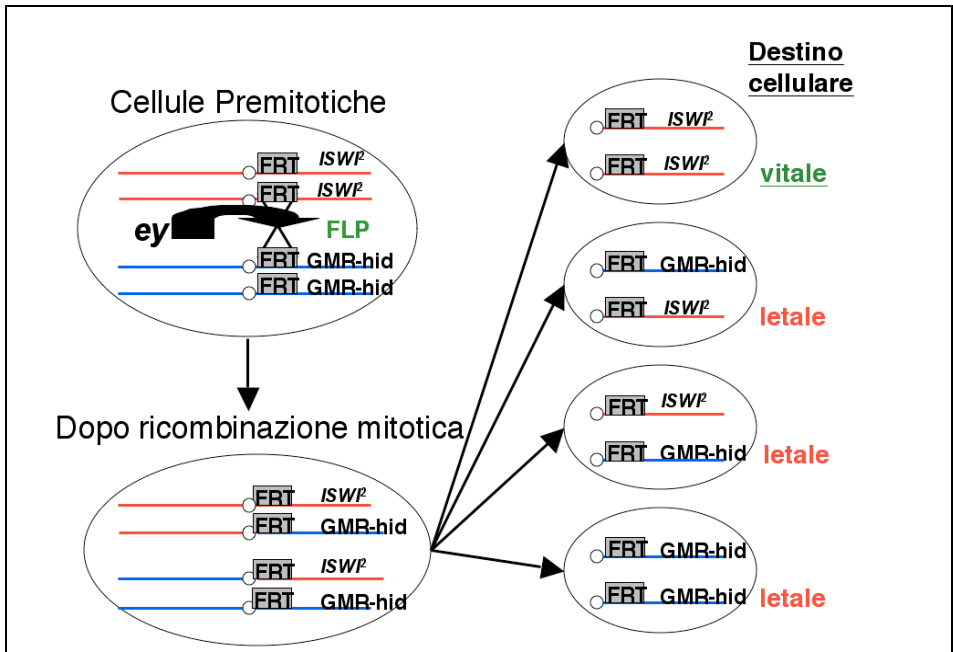 Destino
cellulare
Cellule Premitotiche
FRT ISWI²
FRT ISWI²
ey FLP
FRT GMR-hid
FRT GMR-hid
Dopo ricombinazione mitotica
FRT ISWI²
FRT GMR-hid
FRT ISWI²
FRT GMR-hid
FRT ISWI²
FRT ISWI²
vitale
FRT GMR-hid
FRT ISWI²
letale
FRT ISWI²
FRT GMR-hid
letale
FRT GMR-hid
FRT GMR-hid
letale